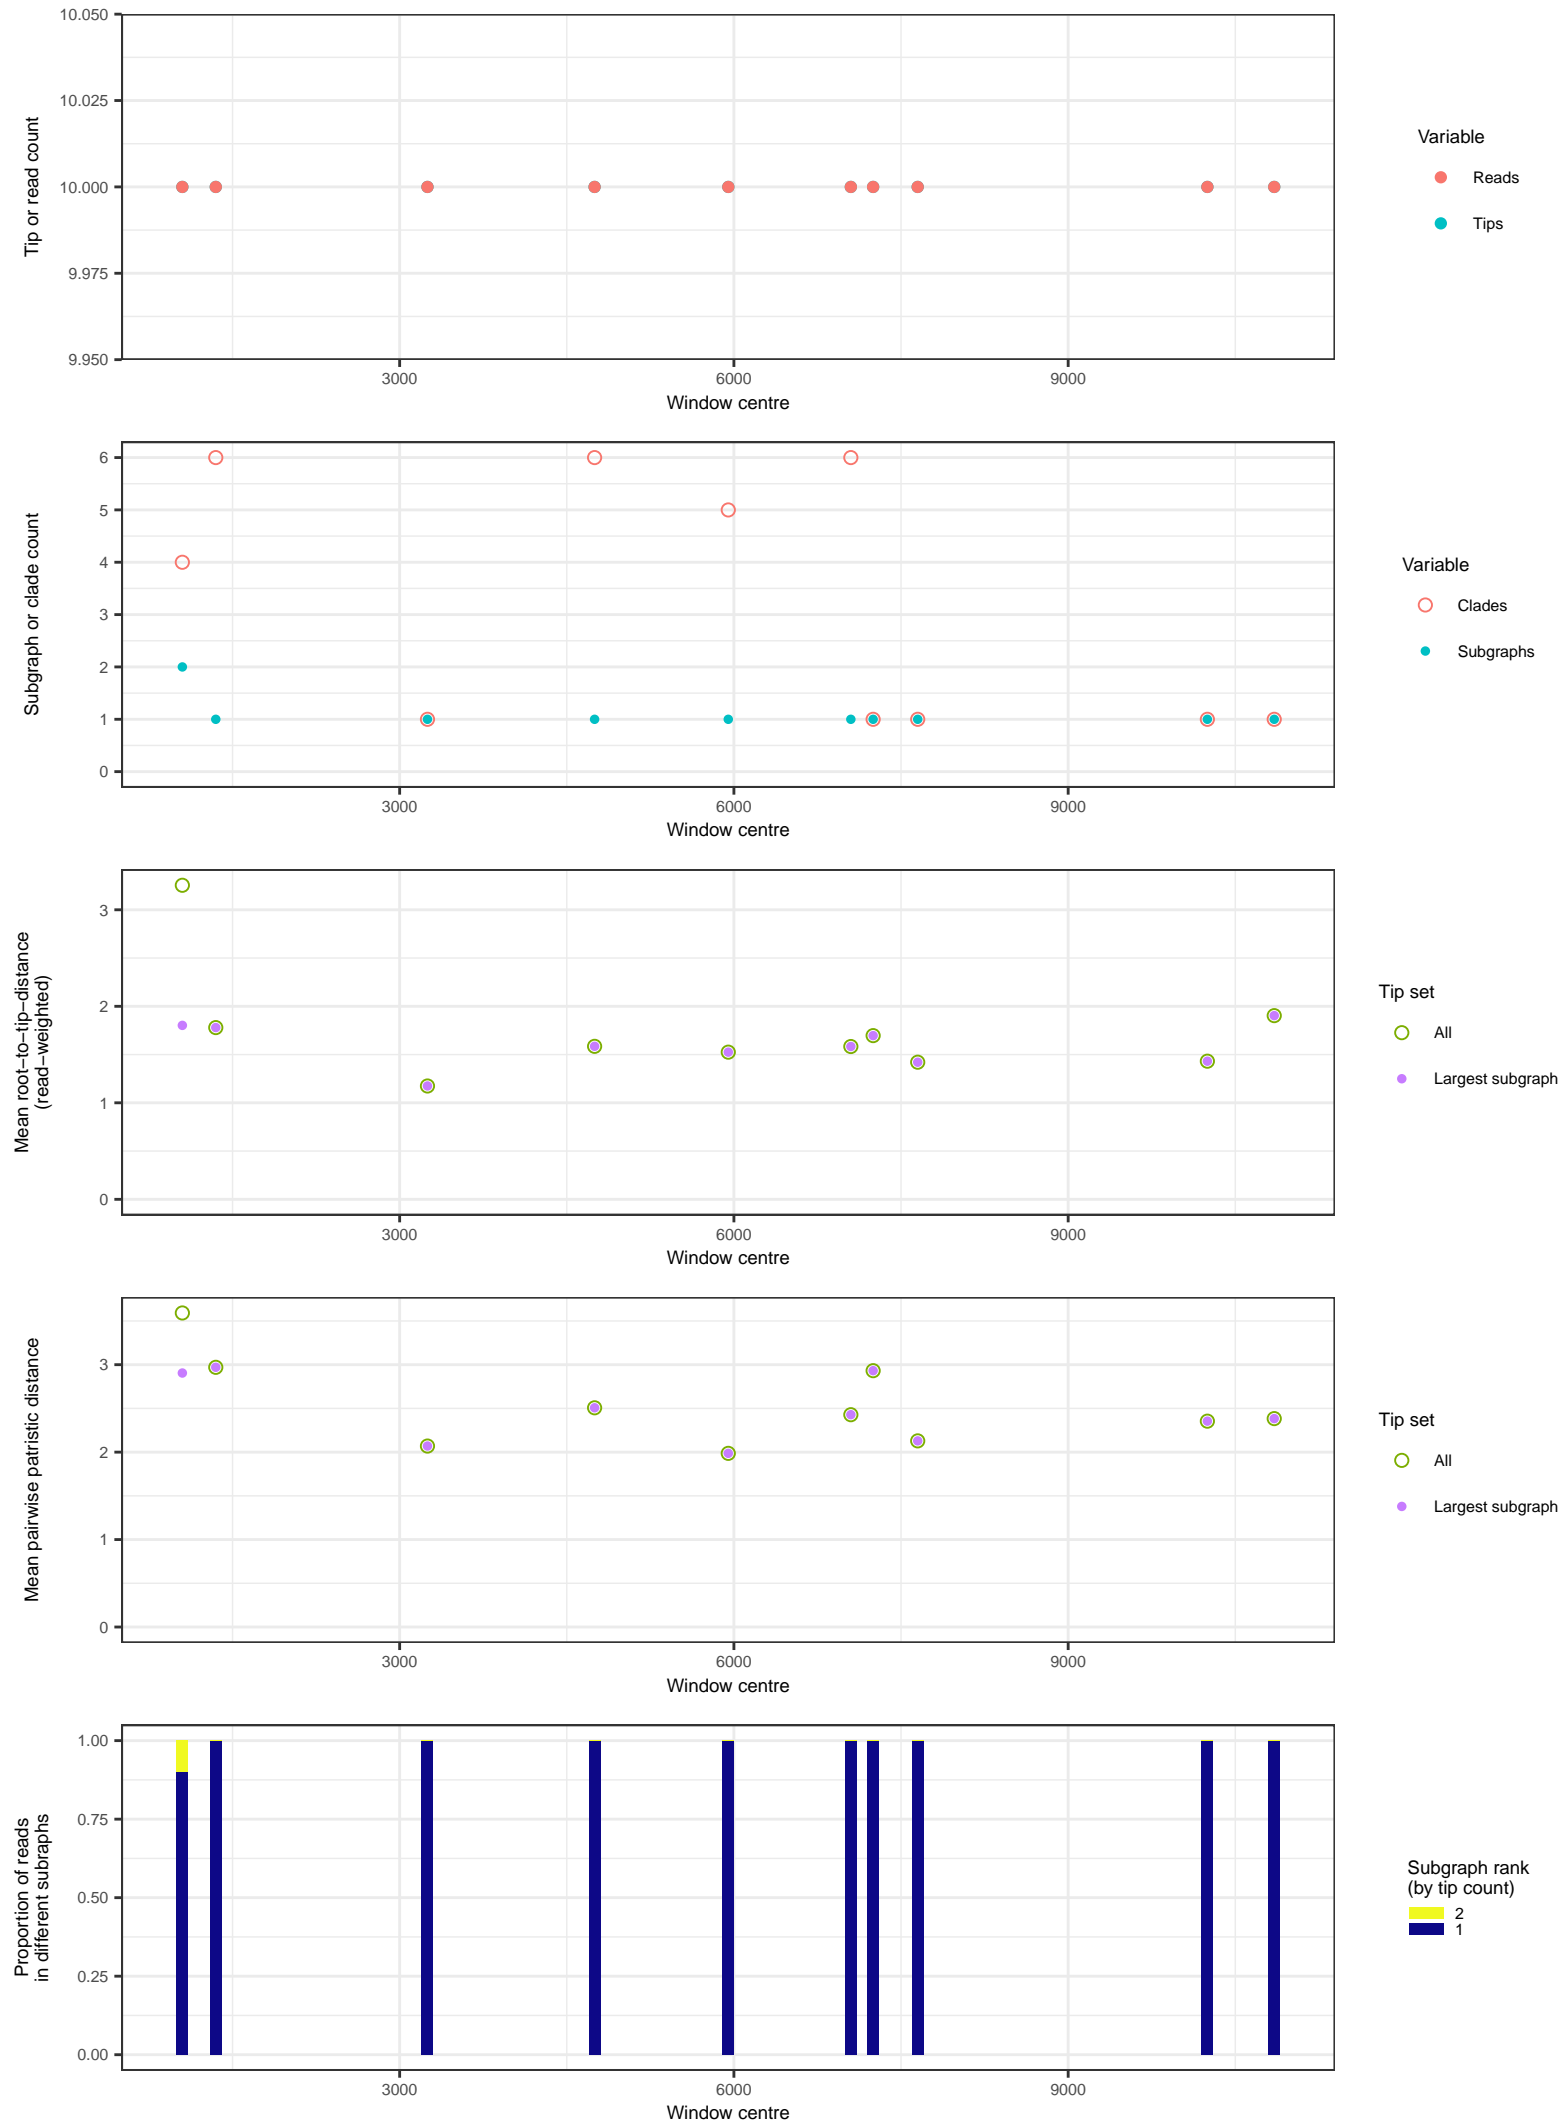 10.050
10.025
10.000
9.975
9.950
Tip or read count
3000 6000 9000
Window centre
Variable
Reads
Tips
6
5
4
3
2
1
0
Subgraph or clade count
3000 6000 9000
Window centre
Variable
Clades
Subgraphs
3
2
1
0
Mean root−to−tip−distance
(read−weighted)
3000 6000 9000
Window centre
Tip set
All
Largest subgraph
3
2
1
0
Mean pairwise patristic distance
3000 6000 9000
Window centre
Tip set
All
Largest subgraph
1.00
0.75
0.50
0.25
0.00
Proportion of reads
in different subraphs
3000 6000 9000
Window centre
Subgraph rank
(by tip count)
2
1